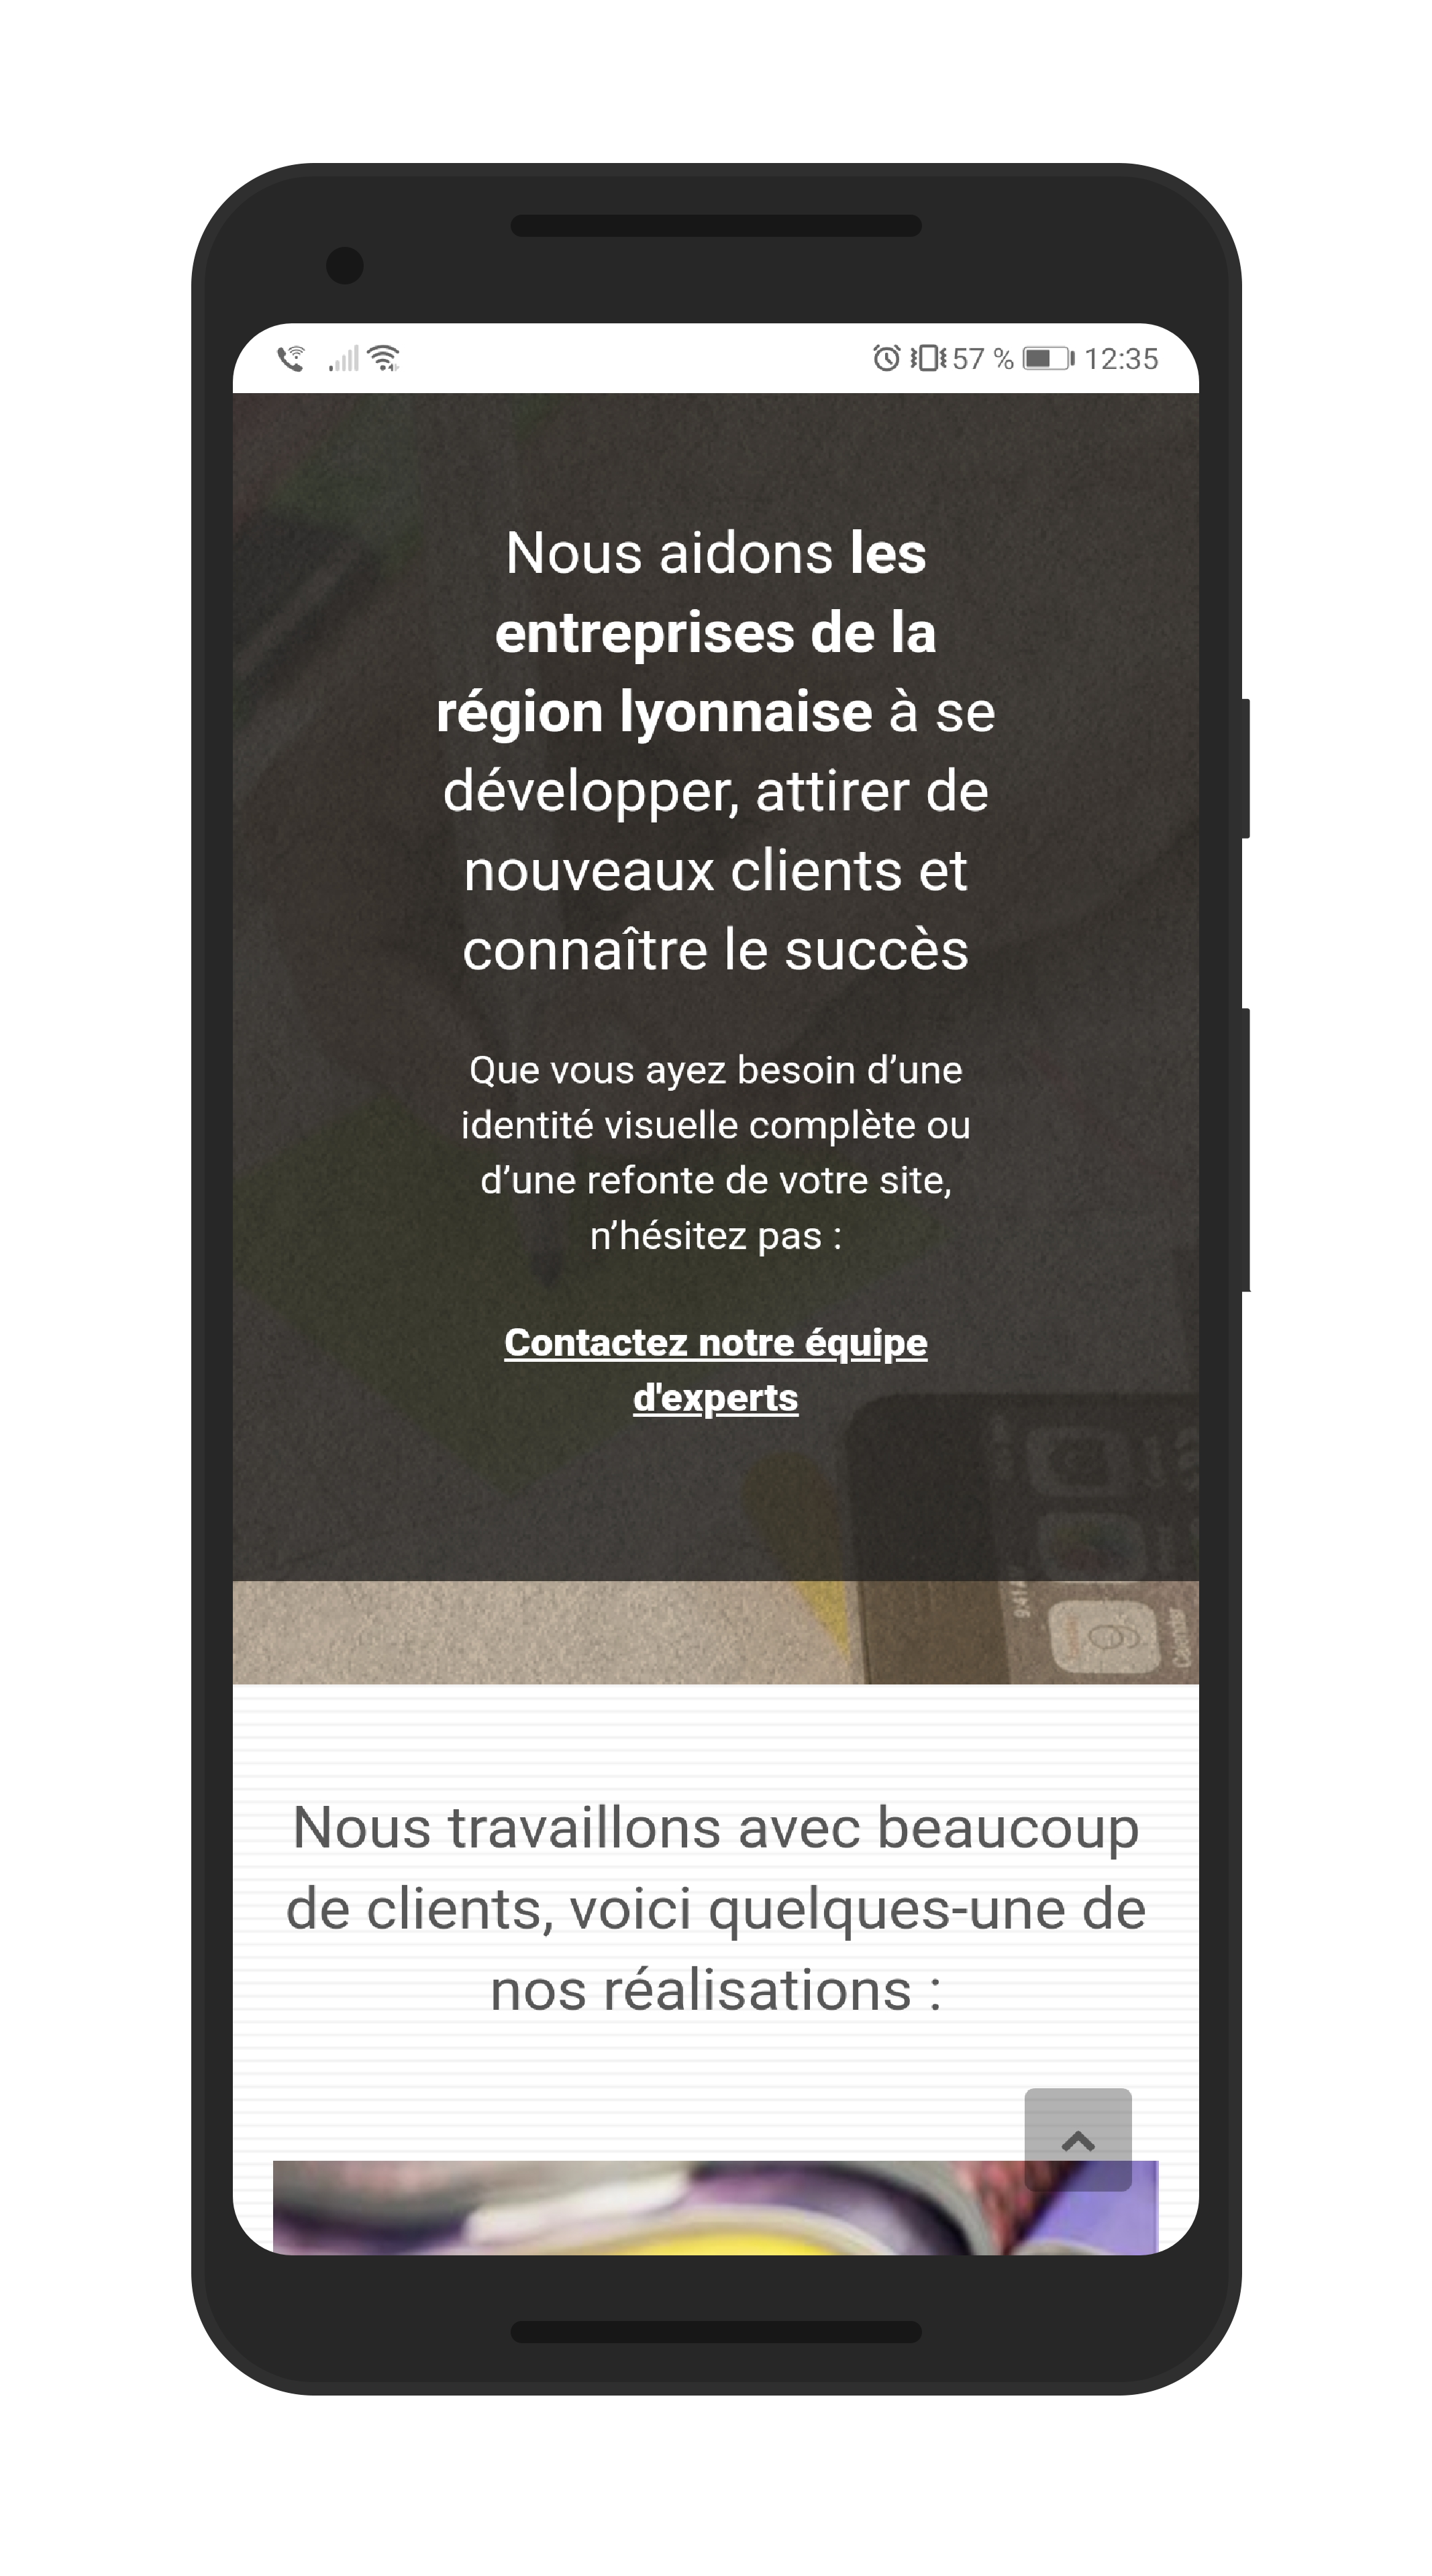 57 % 12:35
Nous aidons les
entreprises de la
région lyonnaise à se
développer, attirer de
nouveaux clients et
connaître le succès
Que vous ayez besoin d’une
identité visuelle complète ou
d’une refonte de votre site,
n’hésitez pas :
Contactez notre équipe
d'experts
Nous travaillons avec beaucoup
de clients, voici quelques-une de
nos réalisations :